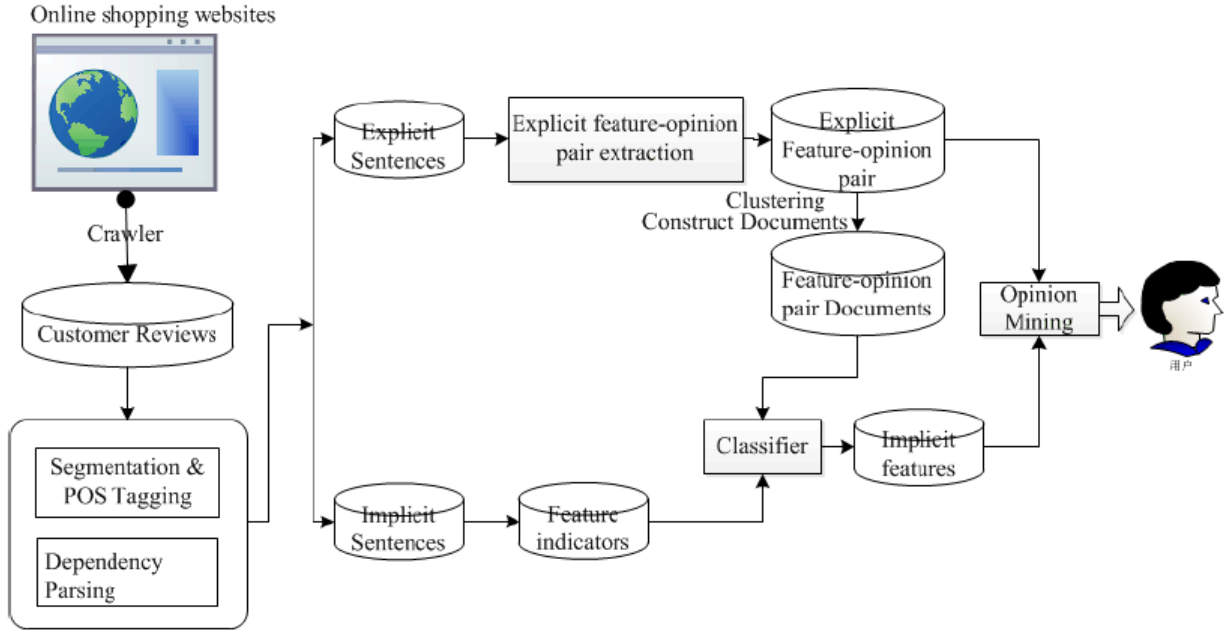 Online shopping websites
Crawler
Customer Reviews
Segmentation &
POS Tagging
Dependency
Parsing
Explicit
Sentences
Explicit feature-opinion
pair extraction
Explicit
Feature-opinion
pair
Clustering
Construct Documents
Feature-opinion
pair Documents
Implicit
Sentences
Feature
indicators
Classifier
Implicit
features
Opinion
Mining
用户